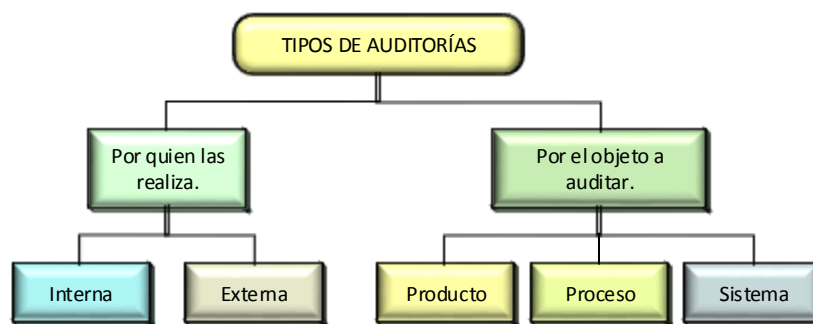 TIPOS DE AUDITORÍAS
Por quien las
realiza.
Por el objeto a
auditar.
Interna
Externa
Producto
Proceso
Sistema